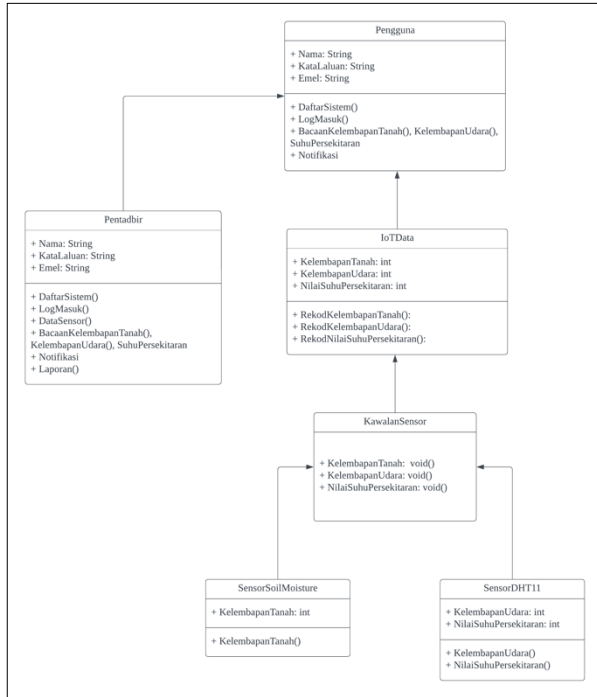 Pengguna
+ Nama: String
+ KataLaluan: String
+ Emel: String
+ DaftarSistem()
+ LogMasuk()
+ BacaanKelembapanTanah(), KelembapanUdara(),
SuhuPersekitaran
+ Notifikasi
Pentadbir
+ Nama: String
+ KataLaluan: String
+ Emel: String
+ DaftarSistem()
+ LogMasuk()
+ DataSensor()
+ BacaanKelembapanTanah(),
KelembapanUdara(), SuhuPersekitaran
+ Notifikasi
+ Laporan()
IoTData
+ KelembapanTanah: int
+ KelembapanUdara: int
+ NilaiSuhuPersekitaran: int
+ RekodKelembapanTanah():
+ RekodKelembapanUdara():
+ RekodNilaiSuhuPersekitaran():
KawalanSensor
+ KelembapanTanah: void()
+ KelembapanUdara: void()
+ NilaiSuhuPersekitaran: void()
SensorSoilMoisture
+ KelembapanTanah: int
+ KelembapanTanah()
SensorDHT11
+ KelembapanUdara: int
+ NilaiSuhuPersekitaran: int
+ KelembapanUdara()
+ NilaiSuhuPersekitaran()